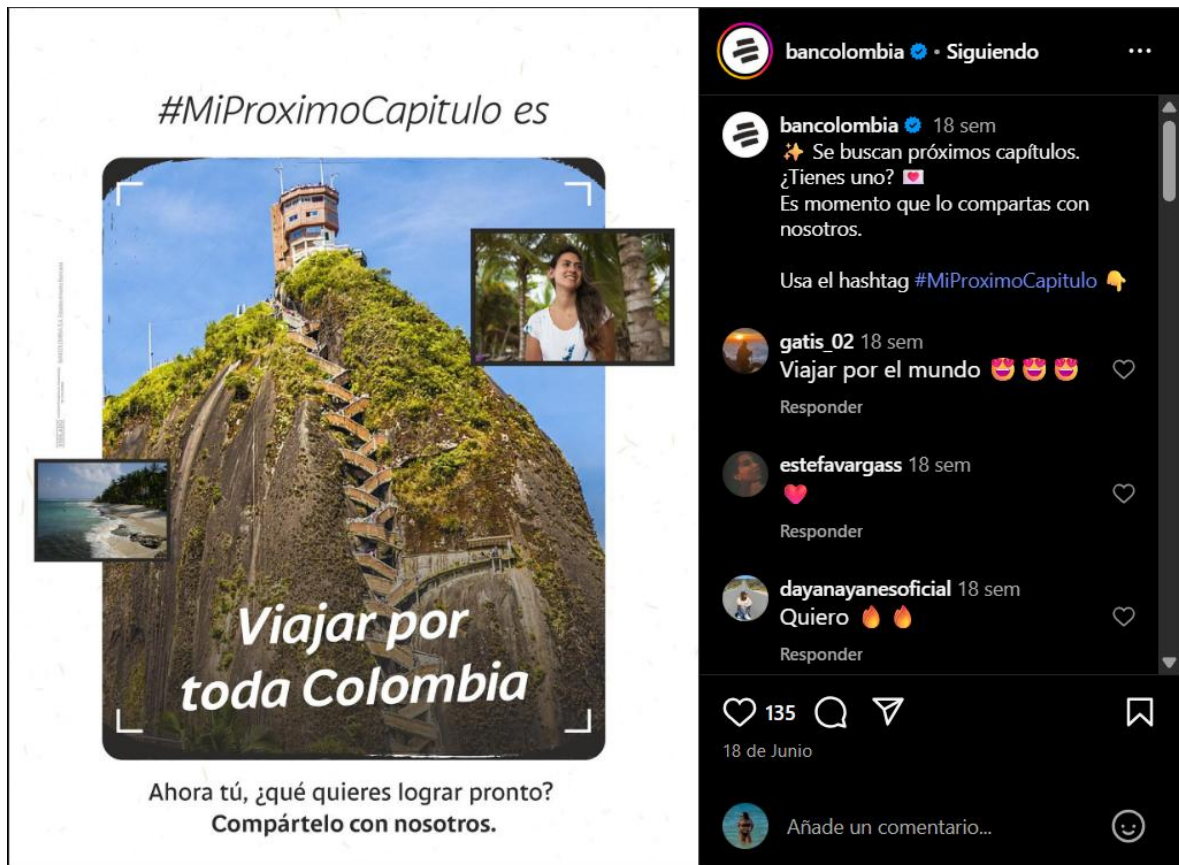 #MiProximoCapitulo es
Viajar por
toda Colombia
Ahora tú, ¿qué quieres lograr pronto?
Compártelo con nosotros.
VIGILADO
bancolombia • Siguiendo
bancolombia 18 sem
✨ Se buscan próximos capítulos.
¿Tienes uno? 💌
Es momento que lo compartas con
nosotros.
Usa el hashtag #MiProximoCapitulo 👇
gatis_02 18 sem
Viajar por el mundo 🤩🤩🤩
Responder
estefavargass 18 sem
❤️
Responder
dayanayanesoficial 18 sem
Quiero 🔥🔥
Responder
135
18 de Junio
Añade un comentario...